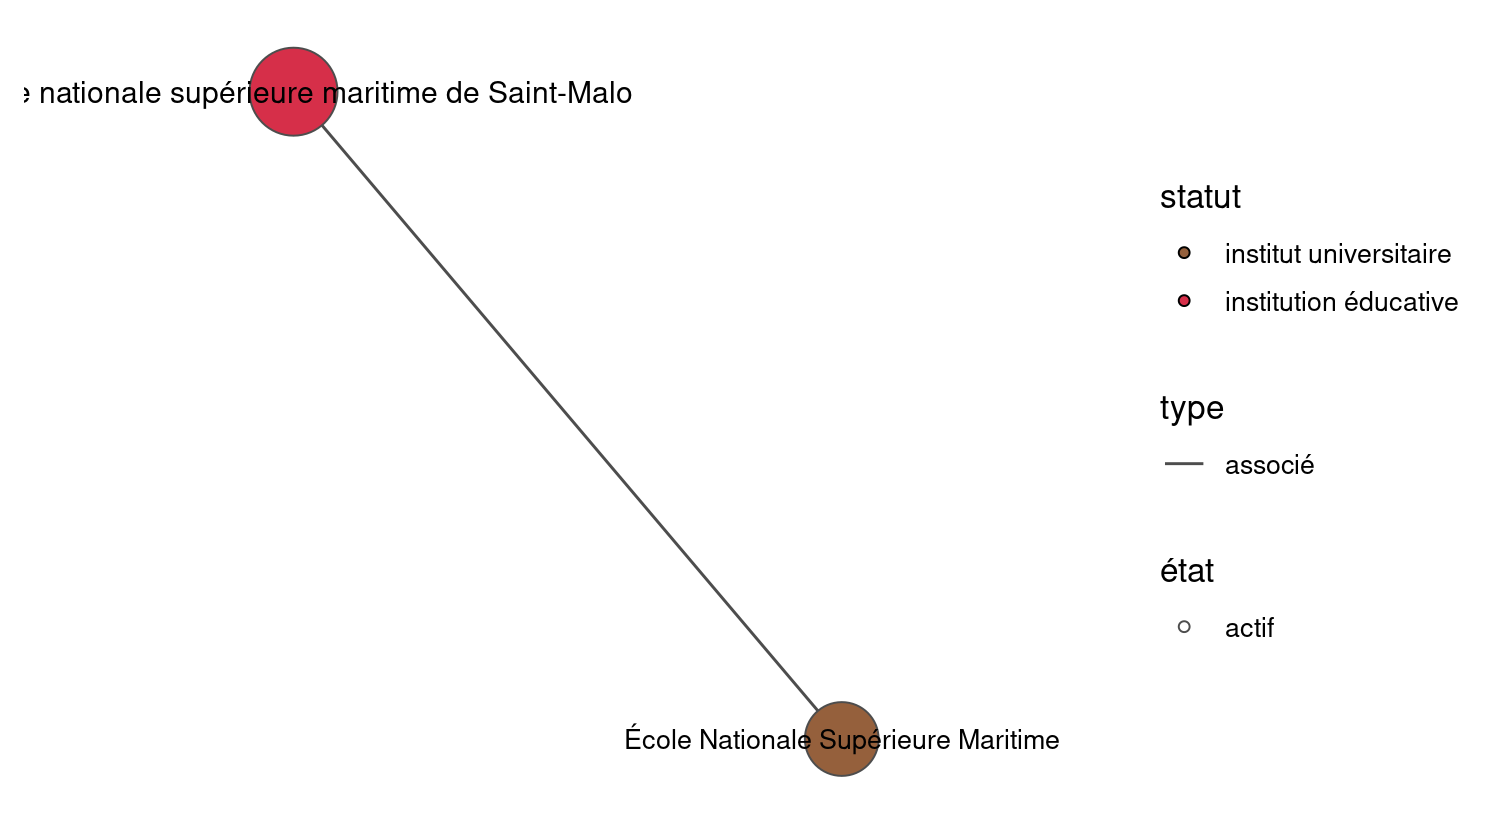 nationale supérieure maritime de Saint-Malo
statut
institut universitaire
institution éducative
type
associé
état
actif
École Nationale Supérieure Maritime